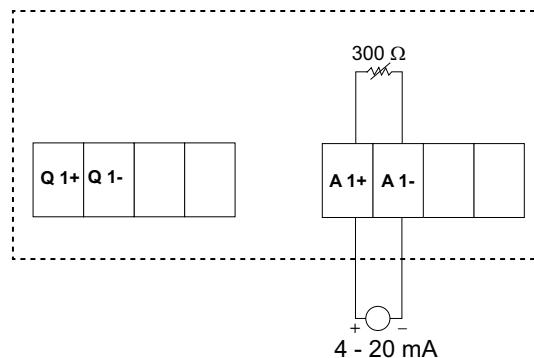 300 Ω
Q 1+ Q 1-
A 1+ A 1-
+ −
4 - 20 mA